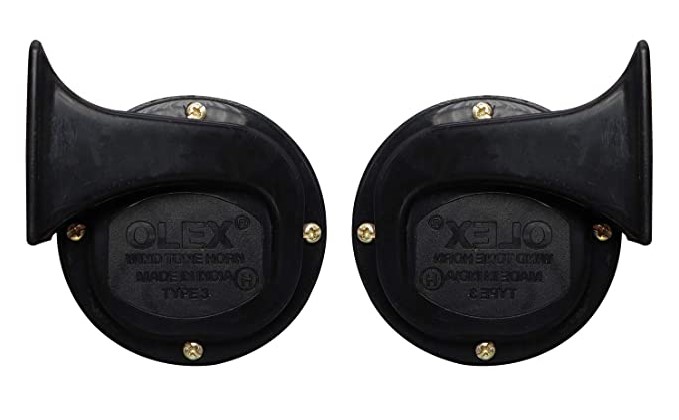 OLEX®
WIND TONE HORN
MADE IN INDIA H
TYPE 3
OLEX®
WIND TONE HORN
MADE IN INDIA H
TYPE 3